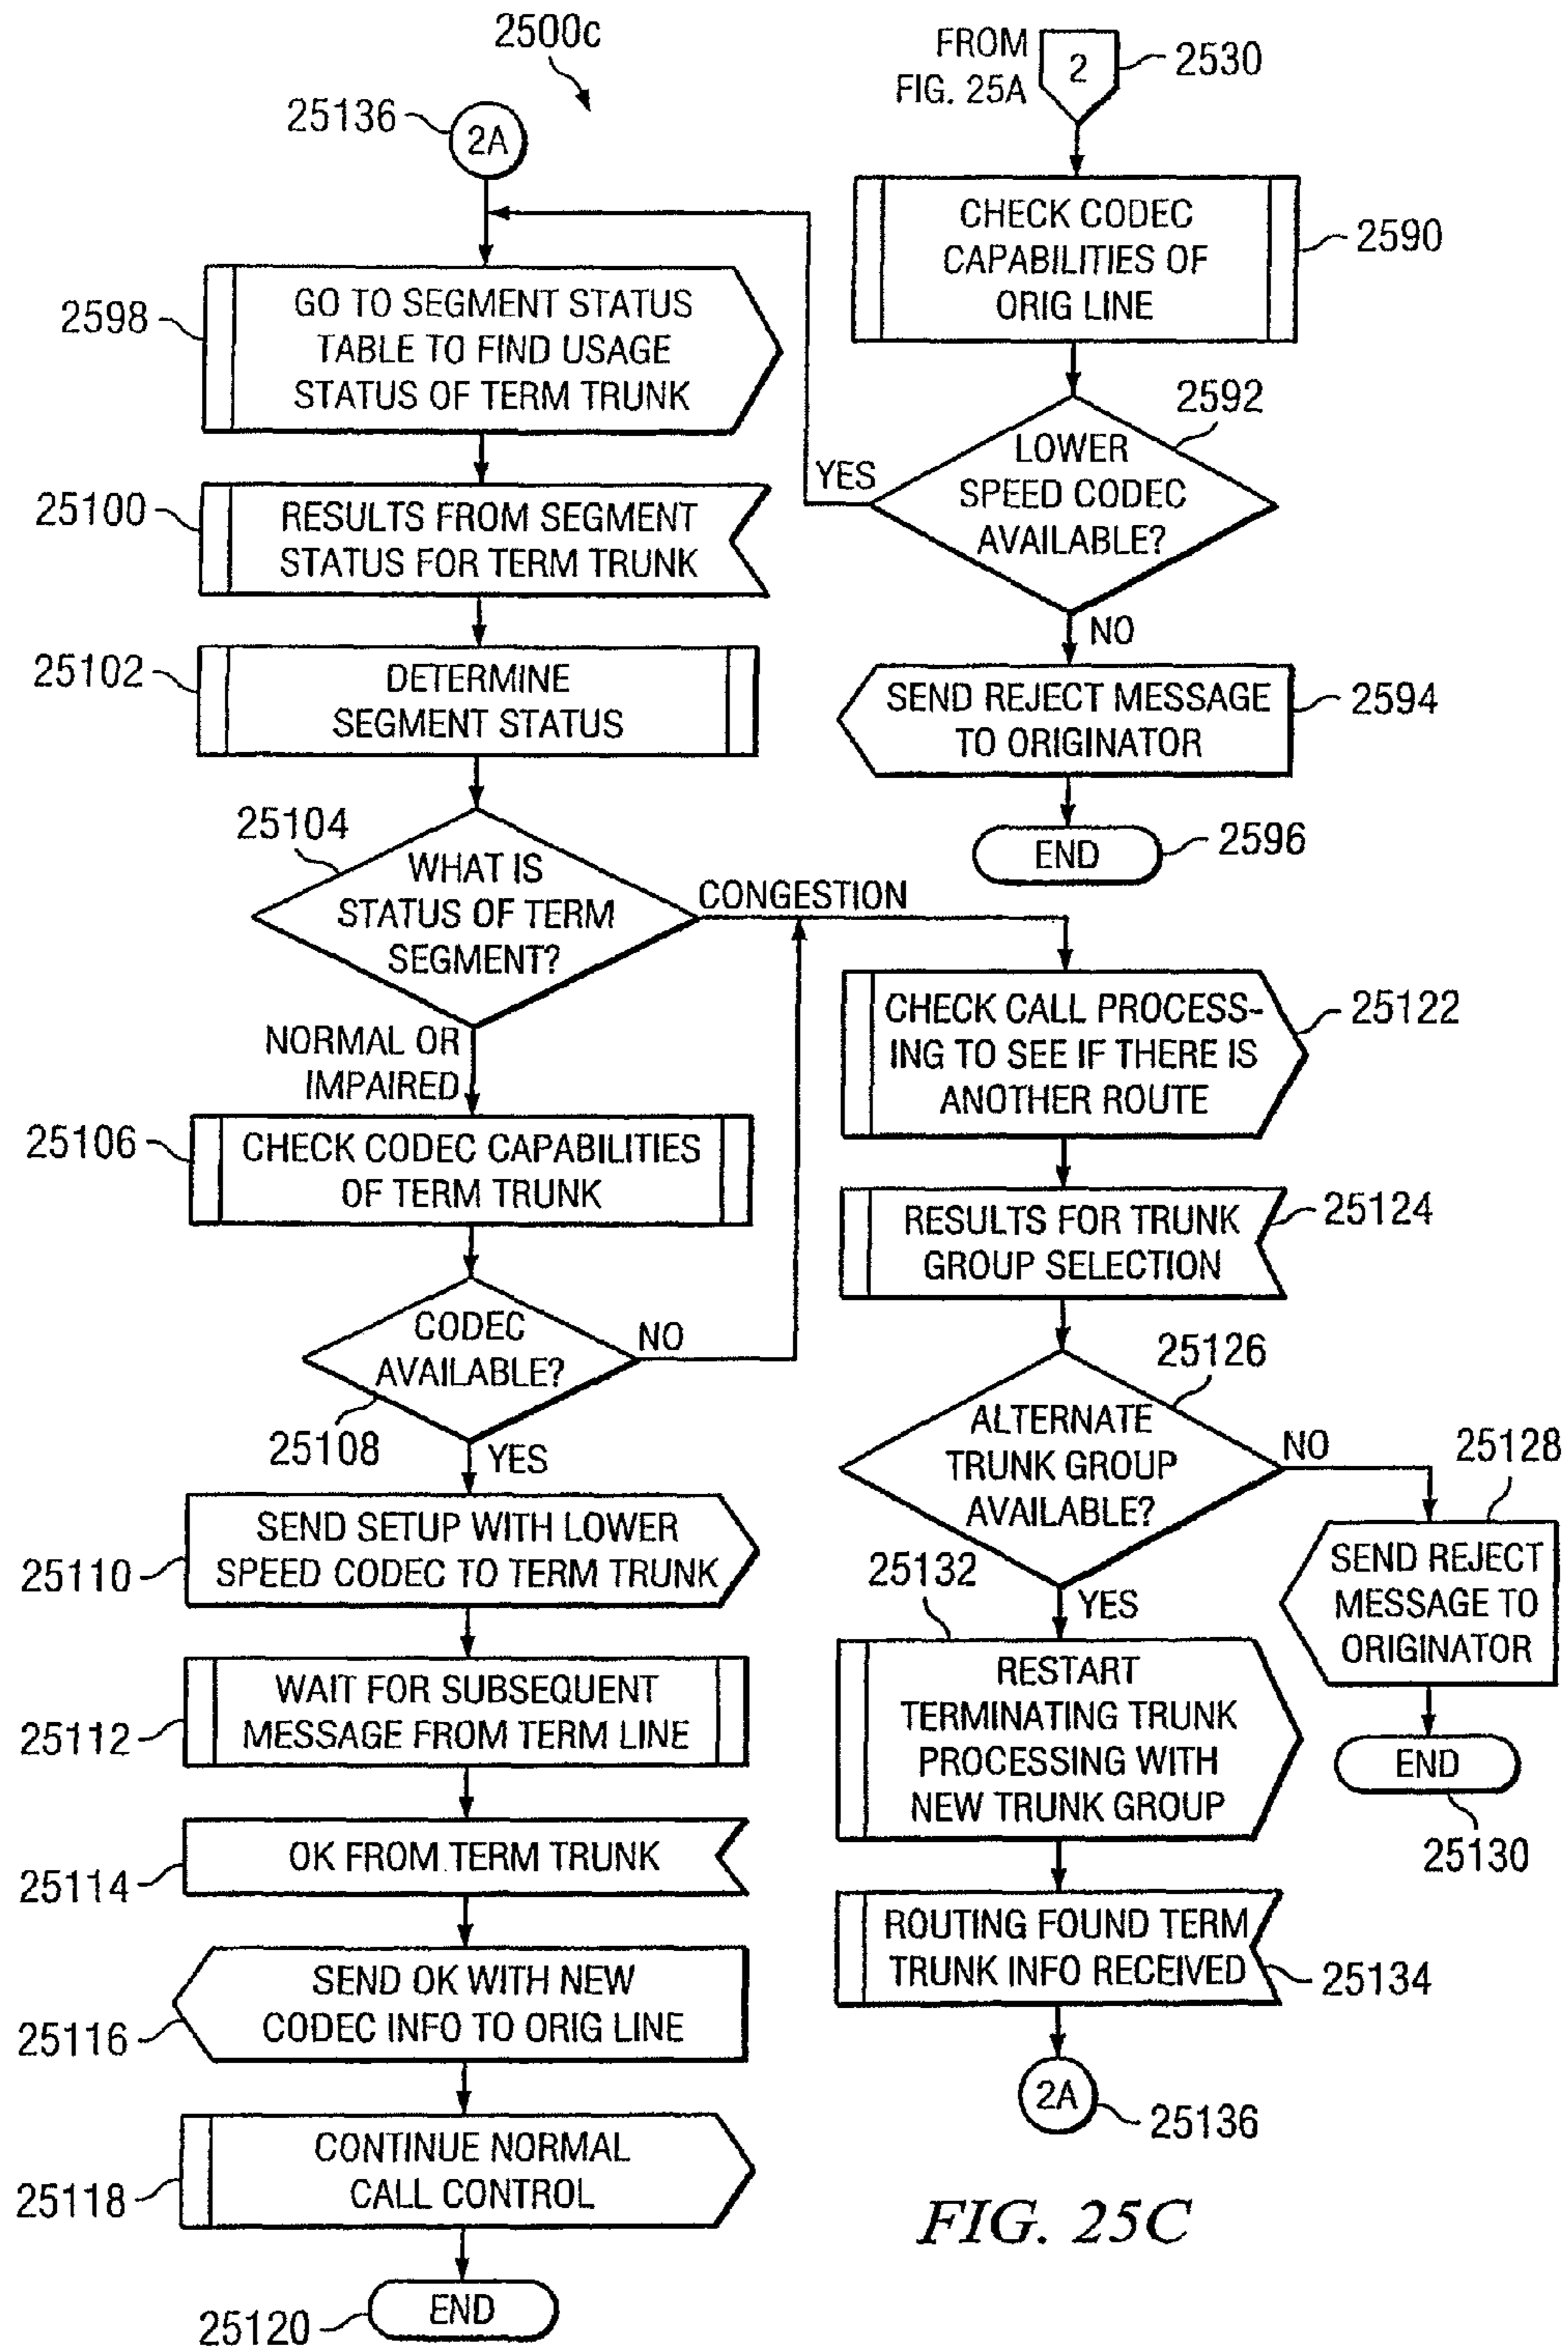 2500c
FROM
FIG. 25A
2
2530
25136
2A
CHECK CODEC
CAPABILITIES OF
ORIG LINE
2590
2598
GO TO SEGMENT STATUS
TABLE TO FIND USAGE
STATUS OF TERM TRUNK
2592
LOWER
SPEED CODEC
AVAILABLE?
YES
NO
25100
RESULTS FROM SEGMENT
STATUS FOR TERM TRUNK
25102
DETERMINE
SEGMENT STATUS
SEND REJECT MESSAGE
TO ORIGINATOR
2594
END
2596
25104
WHAT IS
STATUS OF TERM
SEGMENT?
CONGESTION
NORMAL OR
IMPAIRED
25106
CHECK CODEC CAPABILITIES
OF TERM TRUNK
CODEC
AVAILABLE?
NO
25108
YES
25110
SEND SETUP WITH LOWER
SPEED CODEC TO TERM TRUNK
25112
WAIT FOR SUBSEQUENT
MESSAGE FROM TERM LINE
25114
OK FROM TERM TRUNK
25116
SEND OK WITH NEW
CODEC INFO TO ORIG LINE
25118
CONTINUE NORMAL
CALL CONTROL
25120
END
CHECK CALL PROCESS-
ING TO SEE IF THERE IS
ANOTHER ROUTE
25122
RESULTS FOR TRUNK
GROUP SELECTION
25124
25126
ALTERNATE
TRUNK GROUP
AVAILABLE?
NO
25128
SEND REJECT
MESSAGE TO
ORIGINATOR
END
25130
YES
25132
RESTART
TERMINATING TRUNK
PROCESSING WITH
NEW TRUNK GROUP
ROUTING FOUND TERM
TRUNK INFO RECEIVED
25134
2A
25136
FIG. 25C